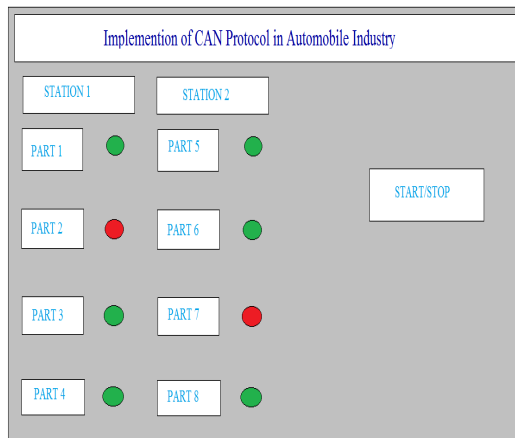 Implemention of CAN Protocol in Automobile Industry
STATION 1
STATION 2
PART 1
PART 5
START/STOP
PART 2
PART 6
PART 3
PART 7
PART 4
PART 8